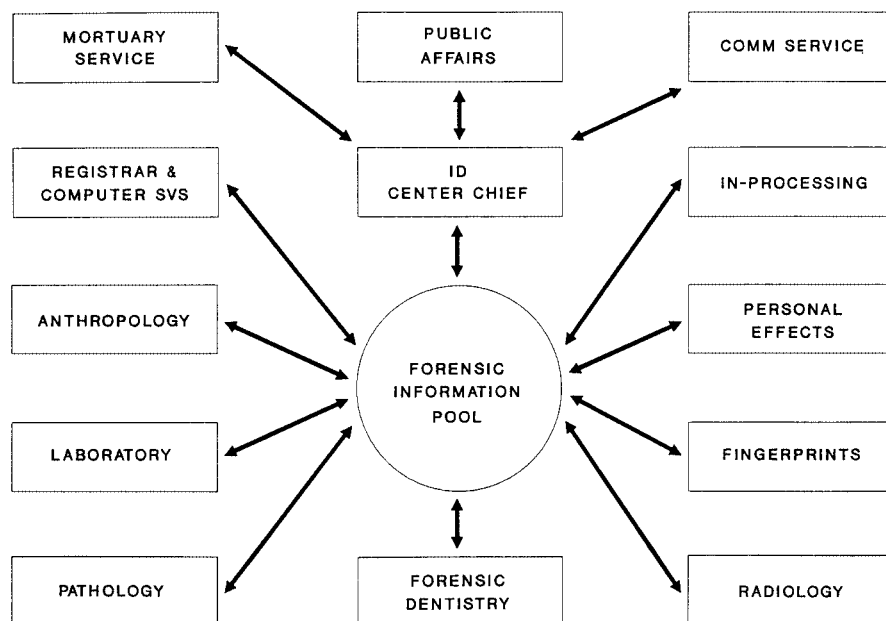 MORTUARY
SERVICE
PUBLIC
AFFAIRS
COMM SERVICE
REGISTRAR &
COMPUTER SVS
ID
CENTER CHIEF
IN-PROCESSING
ANTHROPOLOGY
PERSONAL
EFFECTS
FORENSIC
INFORMATION
POOL
LABORATORY
FINGERPRINTS
PATHOLOGY
FORENSIC
DENTISTRY
RADIOLOGY